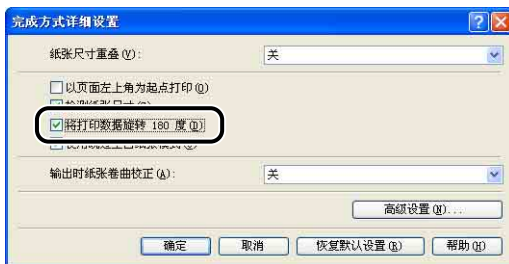 完成方式详细设置
纸张尺寸重叠(V):
关
以页面左上角为起点打印(Q)
将打印数据旋转 180 度(D)
输出时纸张卷曲校正(A):
关
高级设置(N)...
确定
取消
恢复默认设置(R)
帮助(H)